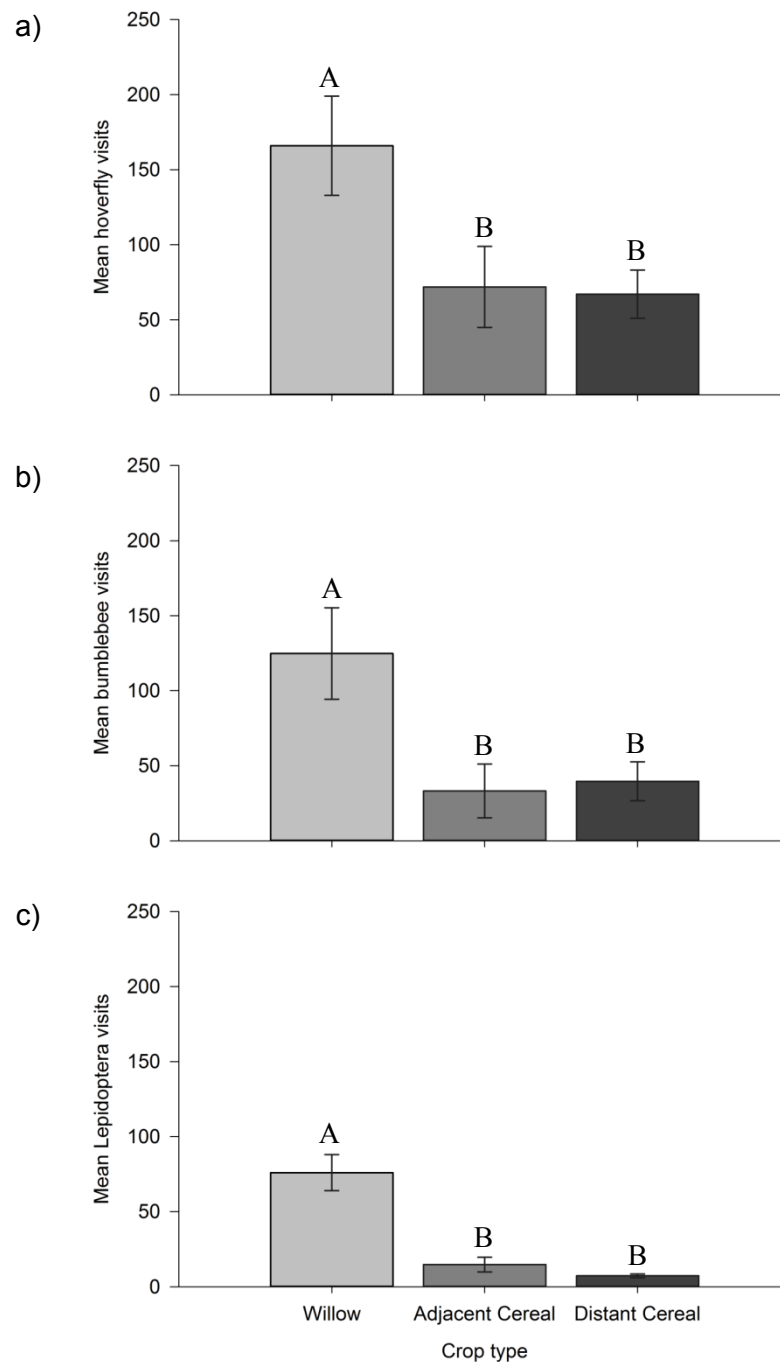 a)
250
200
150
100
50
0
Mean hoverfly visits
A
B
B
b)
250
200
150
100
50
0
Mean bumblebee visits
A
B
B
c)
250
200
150
100
50
0
Mean Lepidoptera visits
A
B
B
Willow Adjacent Cereal Distant Cereal
Crop type